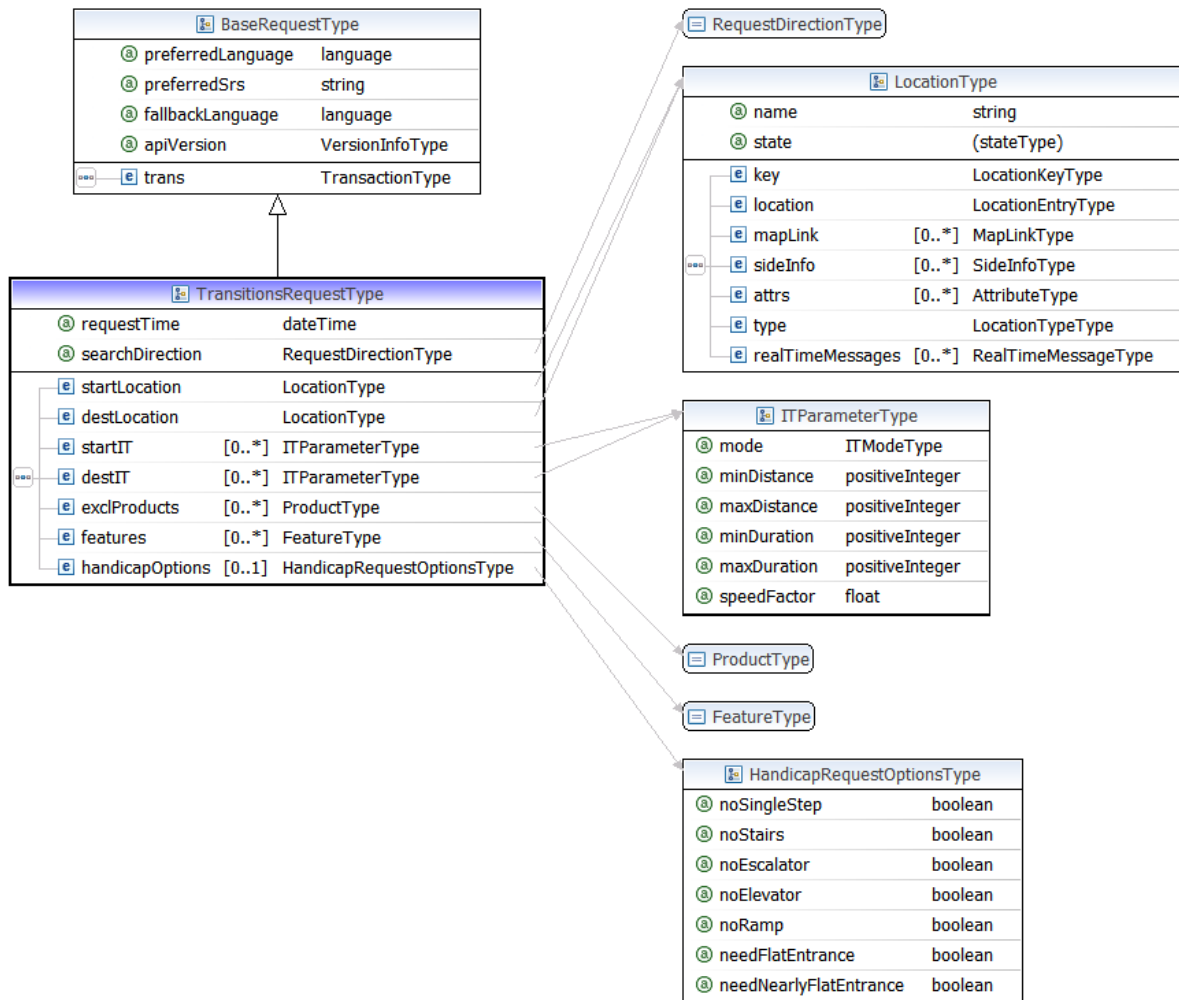 BaseRequestType
preferredLanguage language
preferredSrs string
fallbackLanguage language
apiVersion VersionInfoType
trans TransactionType
TransitionsRequestType
requestTime dateTime
searchDirection RequestDirectionType
startLocation LocationType
destLocation LocationType
startIT [0..*] ITParameterType
destIT [0..*] ITParameterType
exclProducts [0..*] ProductType
features [0..*] FeatureType
handicapOptions [0..1] HandicapRequestOptionsType
RequestDirectionType
LocationType
name string
state (stateType)
key LocationKeyType
location LocationEntryType
mapLink [0..*] MapLinkType
sideInfo [0..*] SideInfoType
attrs [0..*] AttributeType
type LocationTypeType
realTimeMessages [0..*] RealTimeMessageType
ITParameterType
mode ITModeType
minDistance positiveInteger
maxDistance positiveInteger
minDuration positiveInteger
maxDuration positiveInteger
speedFactor float
ProductType
FeatureType
HandicapRequestOptionsType
noSingleStep boolean
noStairs boolean
noEscalator boolean
noElevator boolean
noRamp boolean
needFlatEntrance boolean
needNearlyFlatEntrance boolean